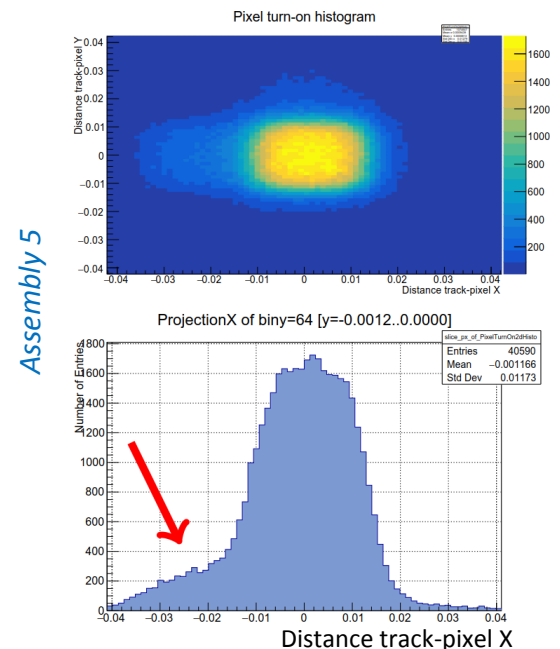 Pixel turn-on histogram
Distance track-pixel Y
0.04
0.03
0.02
0.01
0
−0.01
−0.02
−0.03
−0.04
−0.04 −0.03 −0.02 −0.01 0 0.01 0.02 0.03 0.04
Distance track-pixel X
1600
1400
1200
1000
800
600
400
200
Assembly 5
ProjectionX of biny=64 [y=-0.0012..0.0000]
slice_px_of_PixelTurnOn2dHisto
Entries 40590
Mean −0.001166
Std Dev 0.01173
Number of Entries
1800
1600
1400
1200
1000
800
600
400
200
0
−0.04 −0.03 −0.02 −0.01 0 0.01 0.02 0.03 0.04
Distance track-pixel X